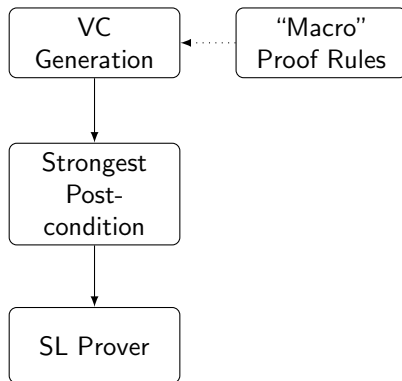 VC
Generation
“Macro”
Proof Rules
Strongest
Post-
condition
SL Prover